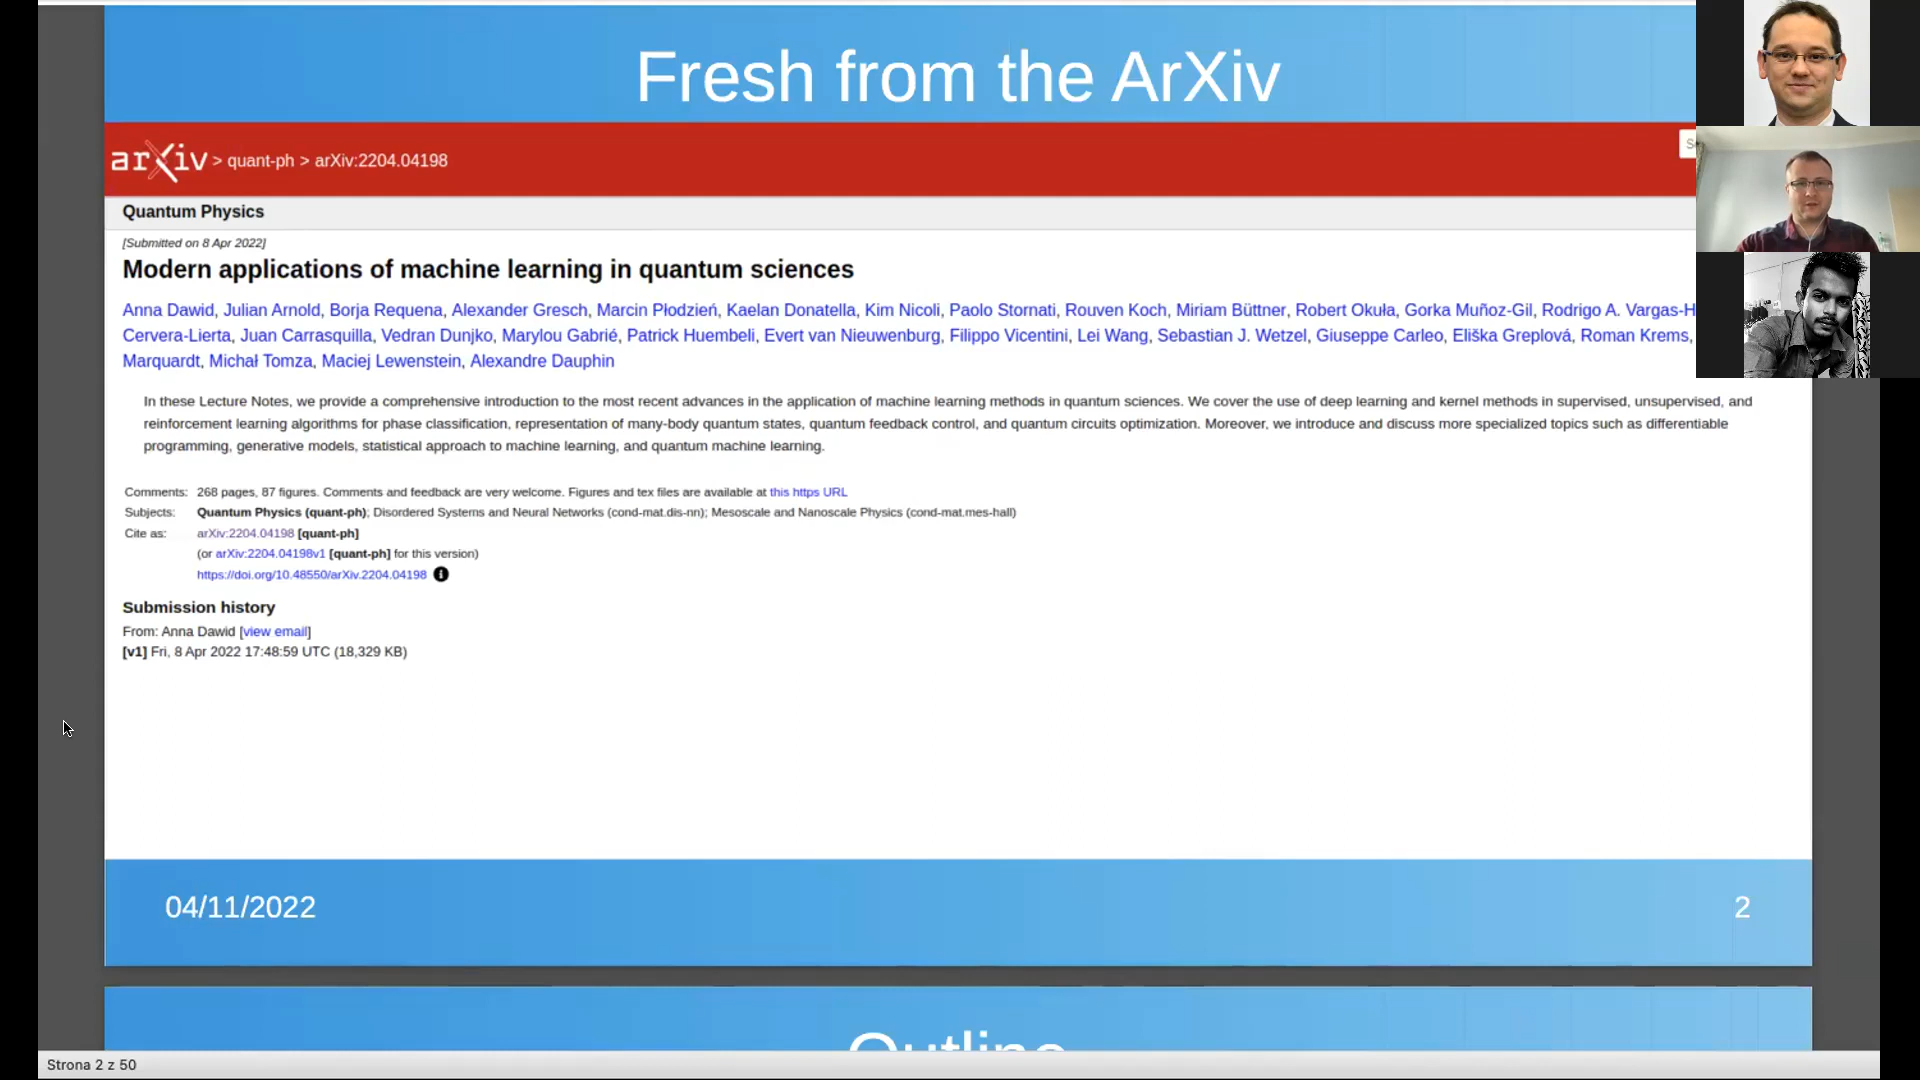 Fresh from the ArXiv
arXiv > quant-ph > arXiv:2204.04198
Quantum Physics
[Submitted on 8 Apr 2022]
Modern applications of machine learning in quantum sciences
Anna Dawid, Julian Arnold, Borja Requena, Alexander Gresch, Marcin Płodzień, Kaelan Donatella, Kim Nicoli, Paolo Stornati, Rouven Koch, Miriam Büttner, Robert Okuła, Gorka Muñoz-Gil, Rodrigo A. Vargas-H
Cervera-Lierta, Juan Carrasquilla, Vedran Dunjko, Marylou Gabrié, Patrick Huembeli, Evert van Nieuwenburg, Filippo Vicentini, Lei Wang, Sebastian J. Wetzel, Giuseppe Carleo, Eliška Greplová, Roman Krems,
Marquardt, Michał Tomza, Maciej Lewenstein, Alexandre Dauphin
In these Lecture Notes, we provide a comprehensive introduction to the most recent advances in the application of machine learning methods in quantum sciences. We cover the use of deep learning and kernel methods in supervised, unsupervised, and
reinforcement learning algorithms for phase classification, representation of many-body quantum states, quantum feedback control, and quantum circuits optimization. Moreover, we introduce and discuss more specialized topics such as differentiable
programming, generative models, statistical approach to machine learning, and quantum machine learning.
Comments: 268 pages, 87 figures. Comments and feedback are very welcome. Figures and tex files are available at this https URL
Subjects: Quantum Physics (quant-ph); Disordered Systems and Neural Networks (cond-mat.dis-nn); Mesoscale and Nanoscale Physics (cond-mat.mes-hall)
Cite as: arXiv:2204.04198 [quant-ph]
(or arXiv:2204.04198v1 [quant-ph] for this version)
https://doi.org/10.48550/arXiv.2204.04198
Submission history
From: Anna Dawid [view email]
[v1] Fri, 8 Apr 2022 17:48:59 UTC (18,329 KB)
04/11/2022
2
Outline
Strona 2 z 50